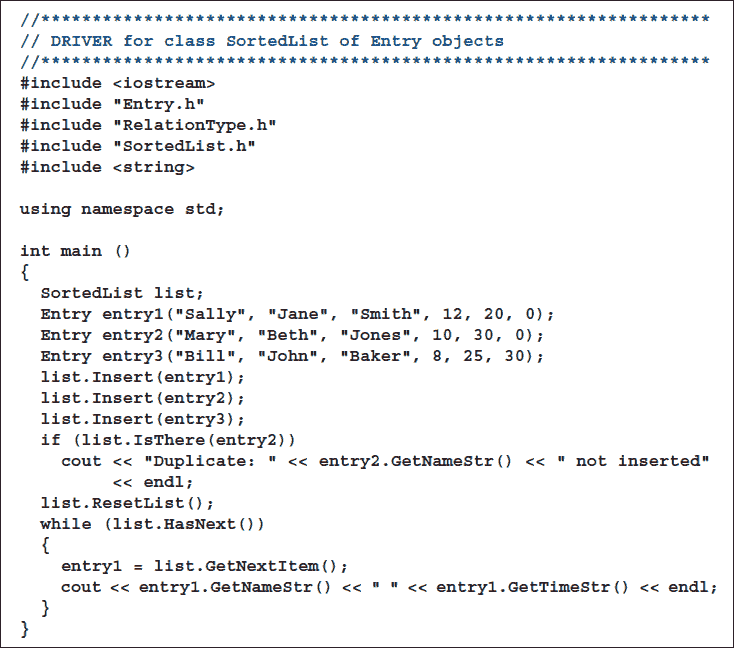 //*****************************************************************
// DRIVER for class SortedList of Entry objects
//*****************************************************************
#include <iostream>
#include "Entry.h"
#include "RelationType.h"
#include "SortedList.h"
#include <string>

using namespace std;

int main ()
{
  SortedList list;
  Entry entry1("Sally", "Jane", "Smith", 12, 20, 0);
  Entry entry2("Mary", "Beth", "Jones", 10, 30, 0);
  Entry entry3("Bill", "John", "Baker", 8, 25, 30);
  list.Insert(entry1);
  list.Insert(entry2);
  list.Insert(entry3);
  if (list.IsThere(entry2))
    cout << "Duplicate: " << entry2.GetNameStr() << " not inserted"
         << endl;
  list.ResetList();
  while (list.HasNext())
  {
    entry1 = list.GetNextItem();
    cout << entry1.GetNameStr() << " " << entry1.GetTimeStr() << endl;
  }
}